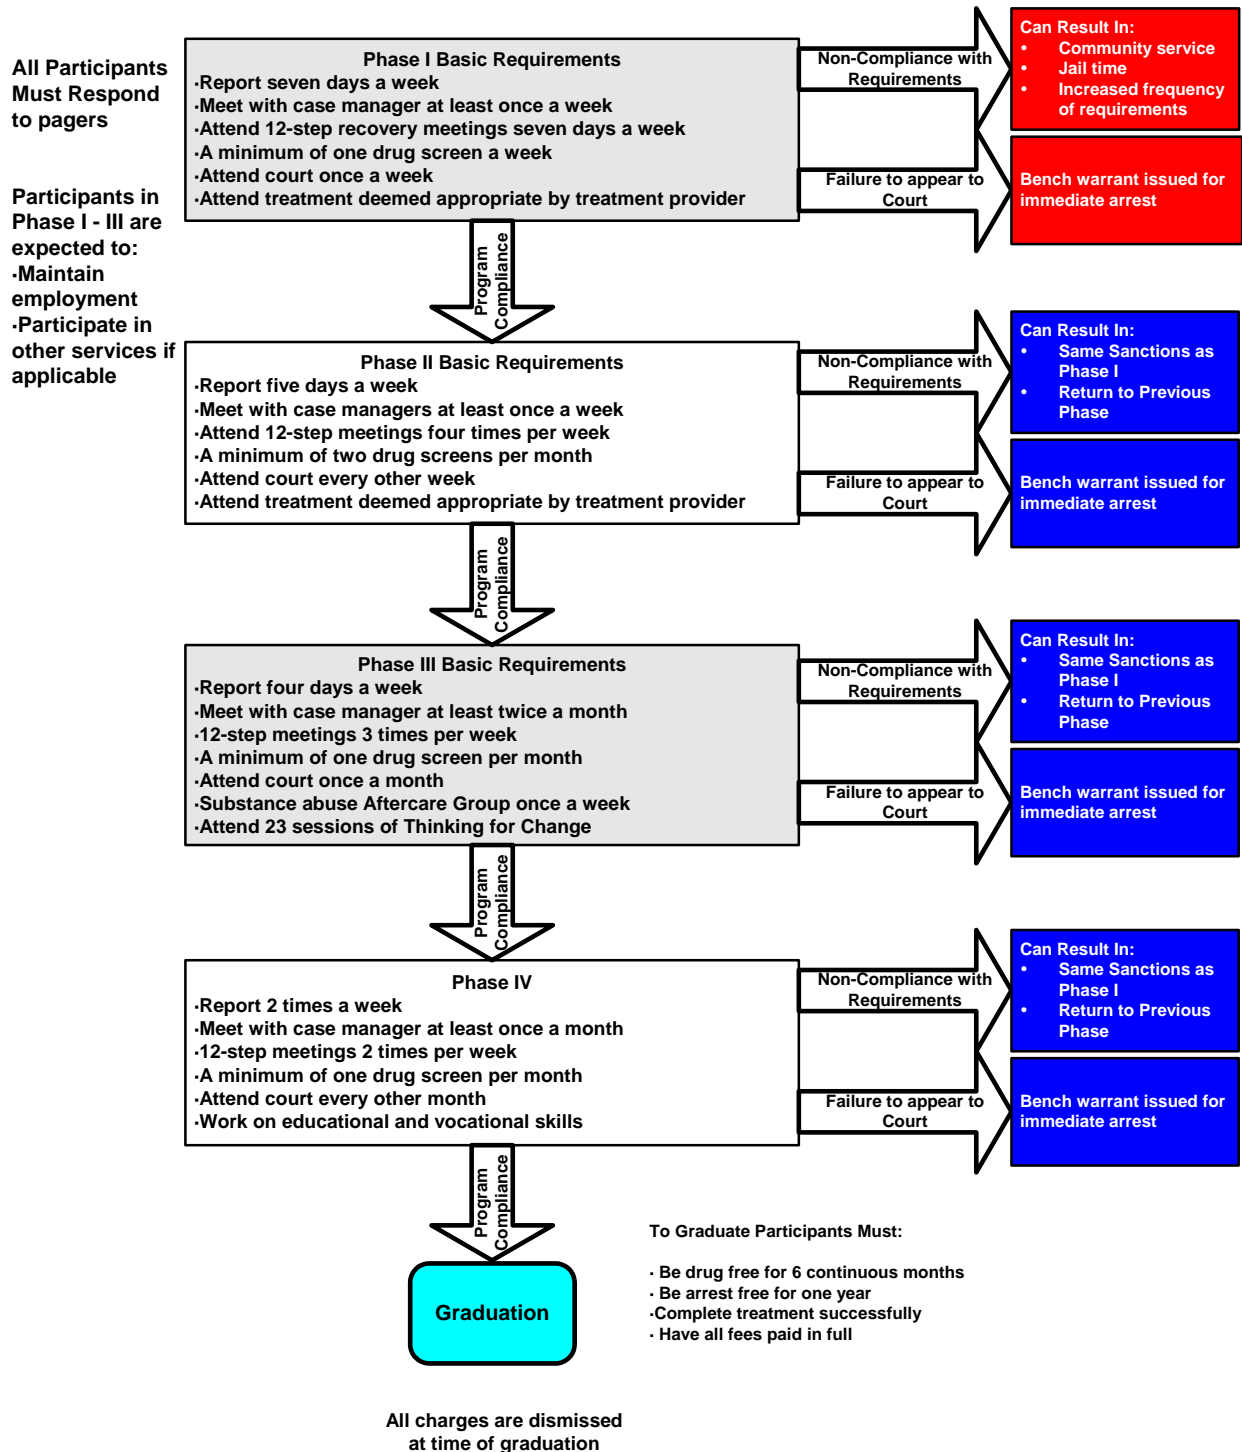 All Participants
Must Respond
to pagers
Participants in
Phase I - III are
expected to:
·Maintain
employment
·Participate in
other services if
applicable
Phase I Basic Requirements
·Report seven days a week
·Meet with case manager at least once a week
·Attend 12-step recovery meetings seven days a week
·A minimum of one drug screen a week
·Attend court once a week
·Attend treatment deemed appropriate by treatment provider
Non-Compliance with
Requirements
Failure to appear to
Court
Can Result In:
• Community service
• Jail time
• Increased frequency
of requirements
Bench warrant issued for
immediate arrest
Program
Compliance
Phase II Basic Requirements
·Report five days a week
·Meet with case managers at least once a week
·Attend 12-step meetings four times per week
·A minimum of two drug screens per month
·Attend court every other week
·Attend treatment deemed appropriate by treatment provider
Non-Compliance with
Requirements
Failure to appear to
Court
Can Result In:
• Same Sanctions as
Phase I
• Return to Previous
Phase
Bench warrant issued for
immediate arrest
Program
Compliance
Phase III Basic Requirements
·Report four days a week
·Meet with case manager at least twice a month
·12-step meetings 3 times per week
·A minimum of one drug screen per month
·Attend court once a month
·Substance abuse Aftercare Group once a week
·Attend 23 sessions of Thinking for Change
Non-Compliance with
Requirements
Failure to appear to
Court
Can Result In:
• Same Sanctions as
Phase I
• Return to Previous
Phase
Bench warrant issued for
immediate arrest
Program
Compliance
Phase IV
·Report 2 times a week
·Meet with case manager at least once a month
·12-step meetings 2 times per week
·A minimum of one drug screen per month
·Attend court every other month
·Work on educational and vocational skills
Non-Compliance with
Requirements
Failure to appear to
Court
Can Result In:
• Same Sanctions as
Phase I
• Return to Previous
Phase
Bench warrant issued for
immediate arrest
Program
Compliance
Graduation
To Graduate Participants Must:
· Be drug free for 6 continuous months
· Be arrest free for one year
·Complete treatment successfully
· Have all fees paid in full
All charges are dismissed
at time of graduation